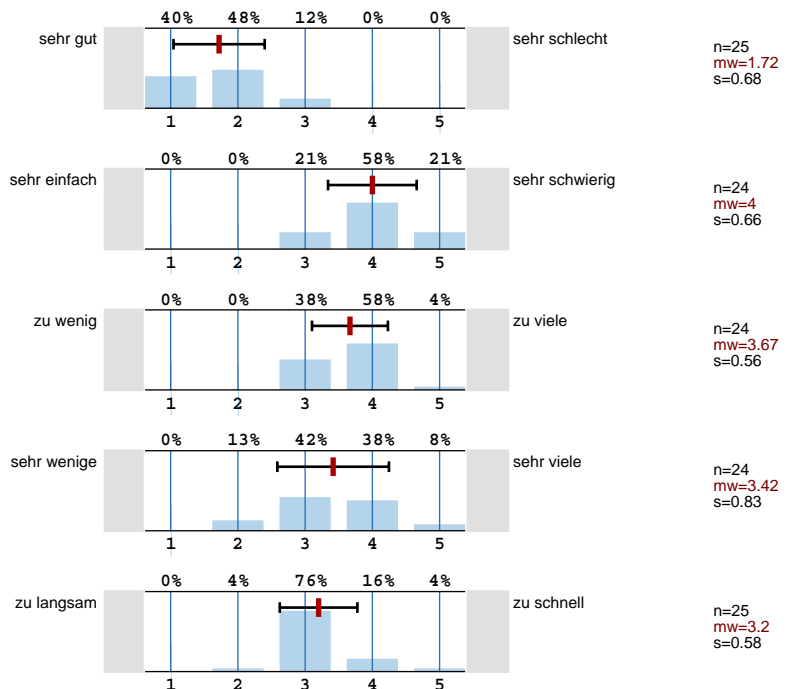 40% 48% 12% 0% 0%
sehr gut sehr schlecht
n=25
mw=1.72
s=0.68
1 2 3 4 5
0% 0% 21% 58% 21%
sehr einfach sehr schwierig
n=24
mw=4
s=0.66
1 2 3 4 5
0% 0% 38% 58% 4%
zu wenig zu viele
n=24
mw=3.67
s=0.56
1 2 3 4 5
0% 13% 42% 38% 8%
sehr wenige sehr viele
n=24
mw=3.42
s=0.83
1 2 3 4 5
0% 4% 76% 16% 4%
zu langsam zu schnell
n=25
mw=3.2
s=0.58
1 2 3 4 5